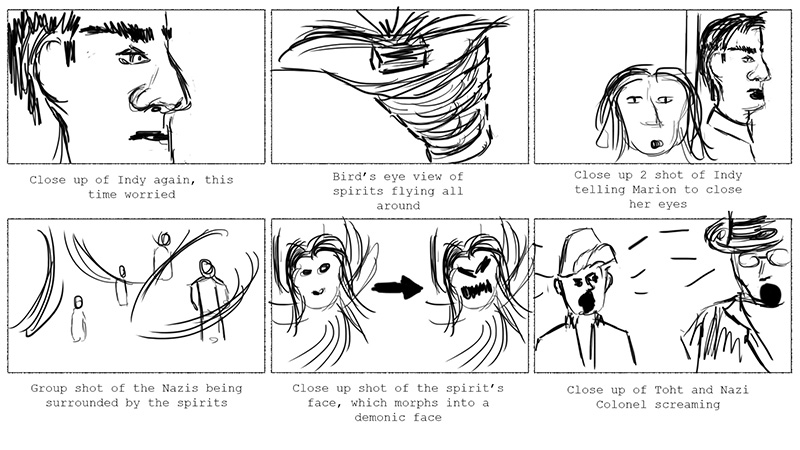 Close up of Indy again, this
time worried
Bird's eye view of
spirits flying all
around
Close up 2 shot of Indy
telling Marion to close
her eyes
Group shot of the Nazis being
surrounded by the spirits
Close up shot of the spirit's
face, which morphs into a
demonic face
Close up of Toht and Nazi
Colonel screaming